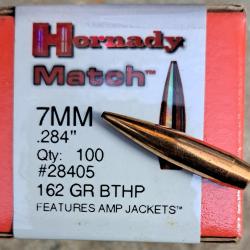 Hornady
Match™
7MM
.284"
Qty: 100
#28405
162 GR BTHP
FEATURES AMP JACKETS™